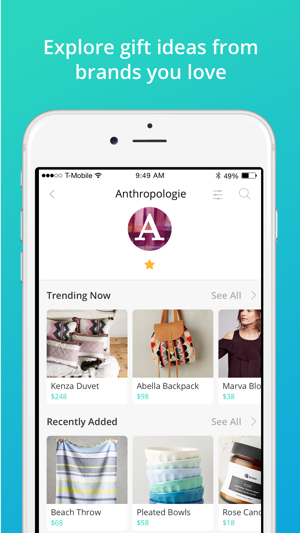 Explore gift ideas from
brands you love
T-Mobile
9:49 AM
49%
Anthropologie
A
Trending Now
See All
Kenza Duvet
Abella Backpack
Marva Blo
$248
$98
$38
Recently Added
See All
Beach Throw
Pleated Bowls
Rose Canc
$68
$58
$18